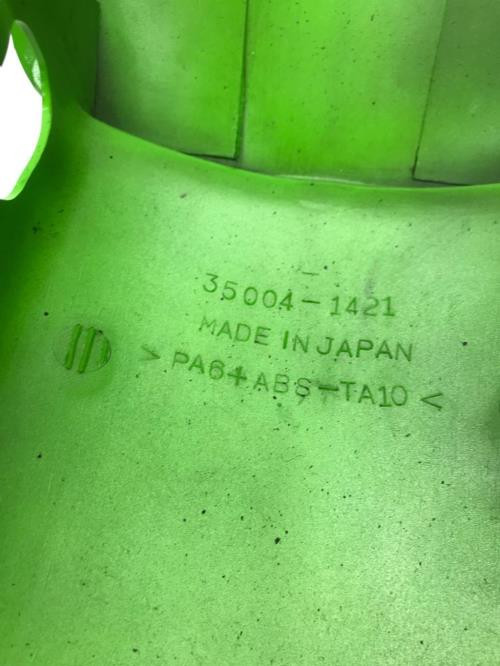 35004-1421
MADE IN JAPAN
> PA6+ABS-TA10 <